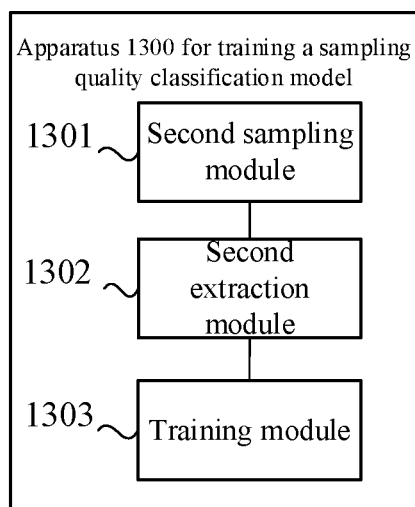 Apparatus 1300 for training a sampling
quality classification model
1301
Second sampling
module
1302
Second
extraction
module
1303
Training module